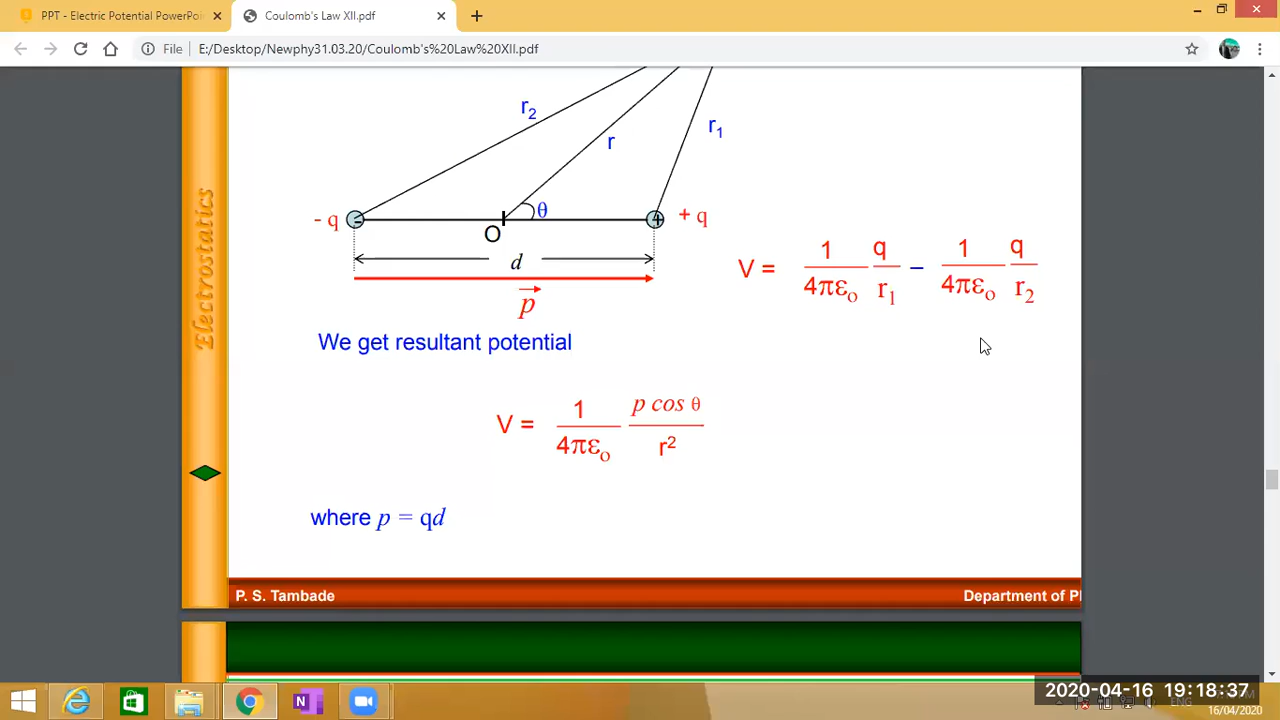 PPT - Electric Potential PowerPoi
Coulomb's Law XII.pdf
File
E:/Desktop/Newphy31.03.20/Coulomb's%20Law%20XII.pdf
r₂
r
r₁
- q
θ
+ q
O
d
p
V = 1/4πε₀ q/r₁ – 1/4πε₀ q/r₂
We get resultant potential
V = 1/4πε₀ p cos θ/r²
where p = qd
Electrostatics
P. S. Tambade
Department of P
2020-04-16 19:18:37
ENG
16/04/2020